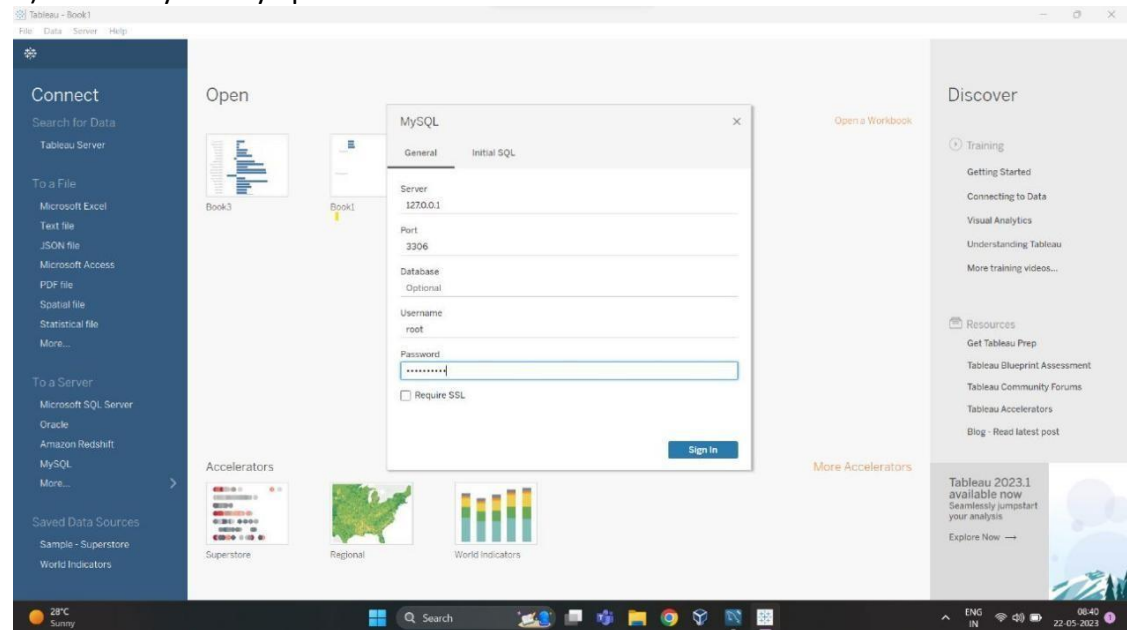 Tableau - Book1
File Data Server Help
Connect
Search for Data
Tableau Server
To a File
Microsoft Excel
Text file
JSON file
Microsoft Access
PDF file
Spatial file
Statistical file
More...
To a Server
Microsoft SQL Server
Oracle
Amazon Redshift
MySQL
More...
Saved Data Sources
Sample - Superstore
World Indicators
Open
Open a Workbook
Book3
Book1
MySQL
General Initial SQL
Server
127.0.0.1
Port
3306
Database
Optional
Username
root
Password
Require SSL
Sign In
Accelerators
More Accelerators
Superstore
Regional
World Indicators
Discover
Training
Getting Started
Connecting to Data
Visual Analytics
Understanding Tableau
More training videos...
Resources
Get Tableau Prep
Tableau Blueprint Assessment
Tableau Community Forums
Tableau Accelerators
Blog - Read latest post
Tableau 2023.1
available now
Seamlessly jumpstart
your analysis
Explore Now →
28°C
Sunny
Search
ENG
IN
08:40
22-05-2023